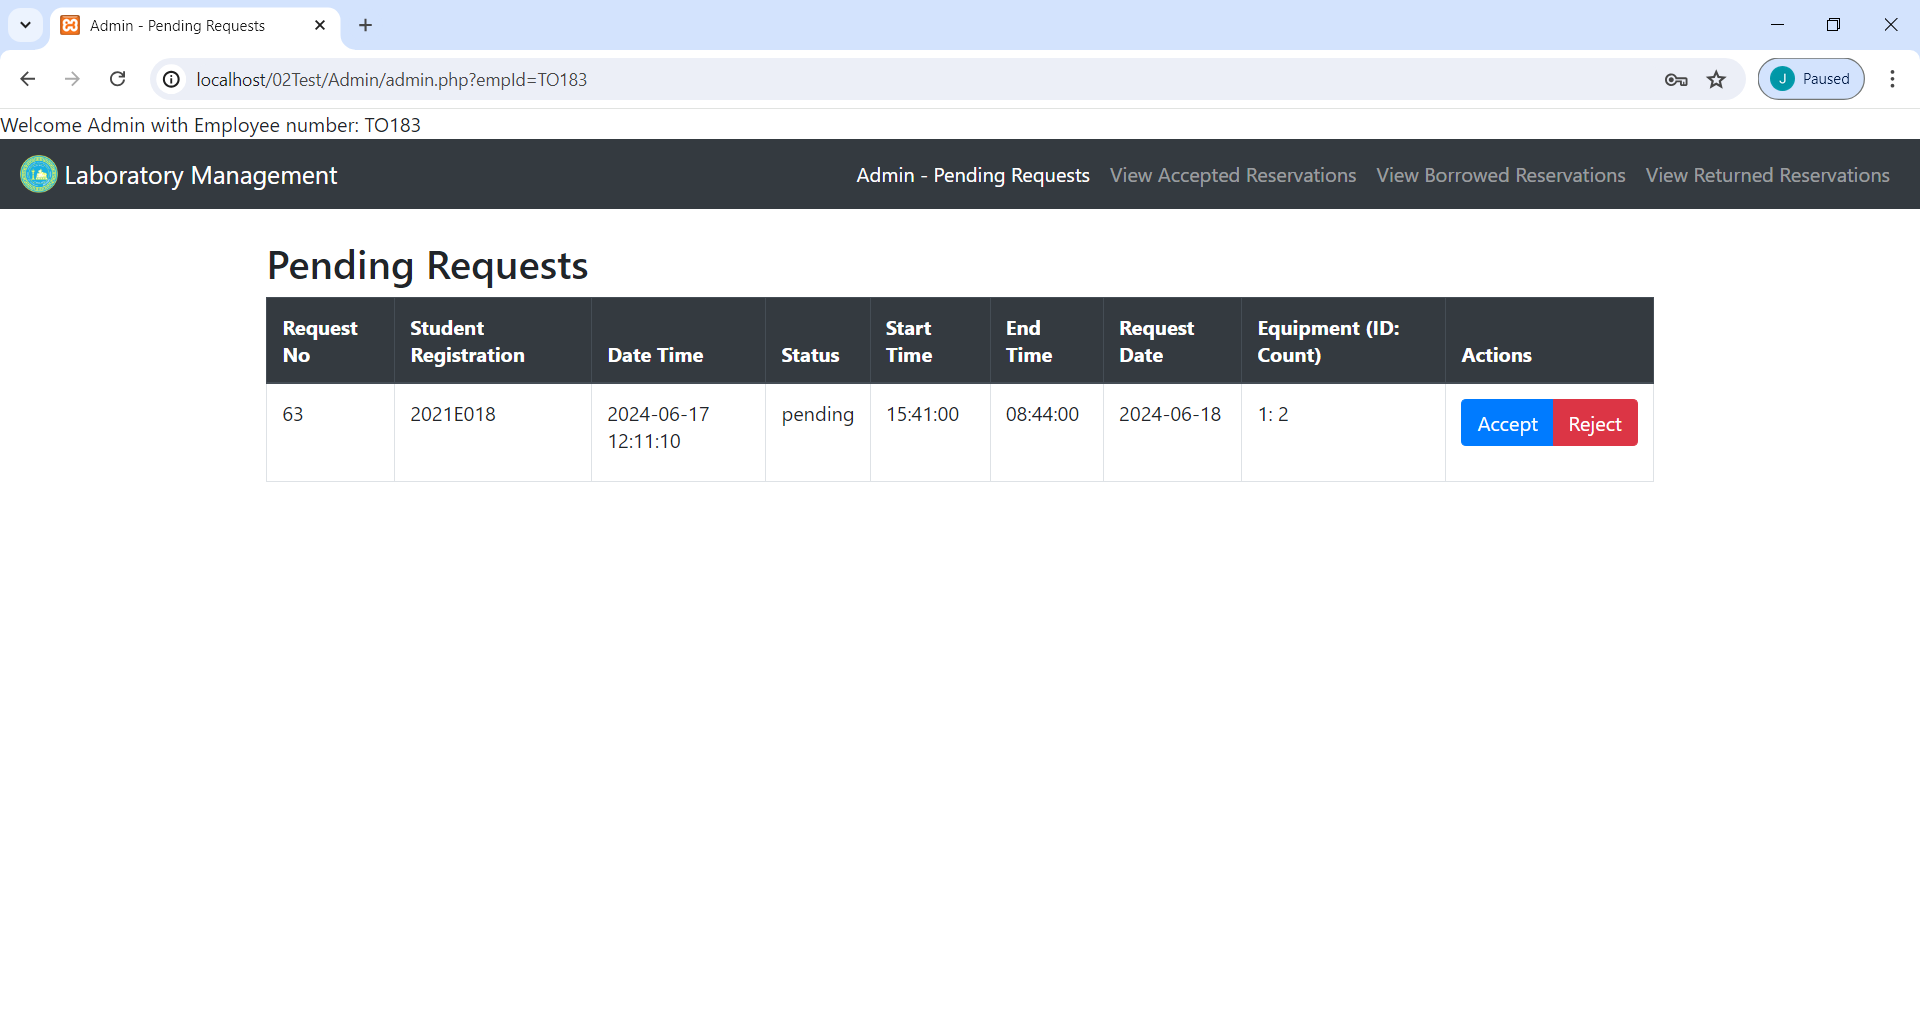 Admin - Pending Requests
localhost/02Test/Admin/admin.php?empId=TO183
J Paused
Welcome Admin with Employee number: TO183
Laboratory Management Admin - Pending Requests View Accepted Reservations View Borrowed Reservations View Returned Reservations
Pending Requests
Request No
Student Registration
Date Time
Status
Start Time
End Time
Request Date
Equipment (ID: Count)
Actions
63 2021E018 2024-06-17 pending 15:41:00 08:44:00 2024-06-18 1: 2 Accept Reject
12:11:10